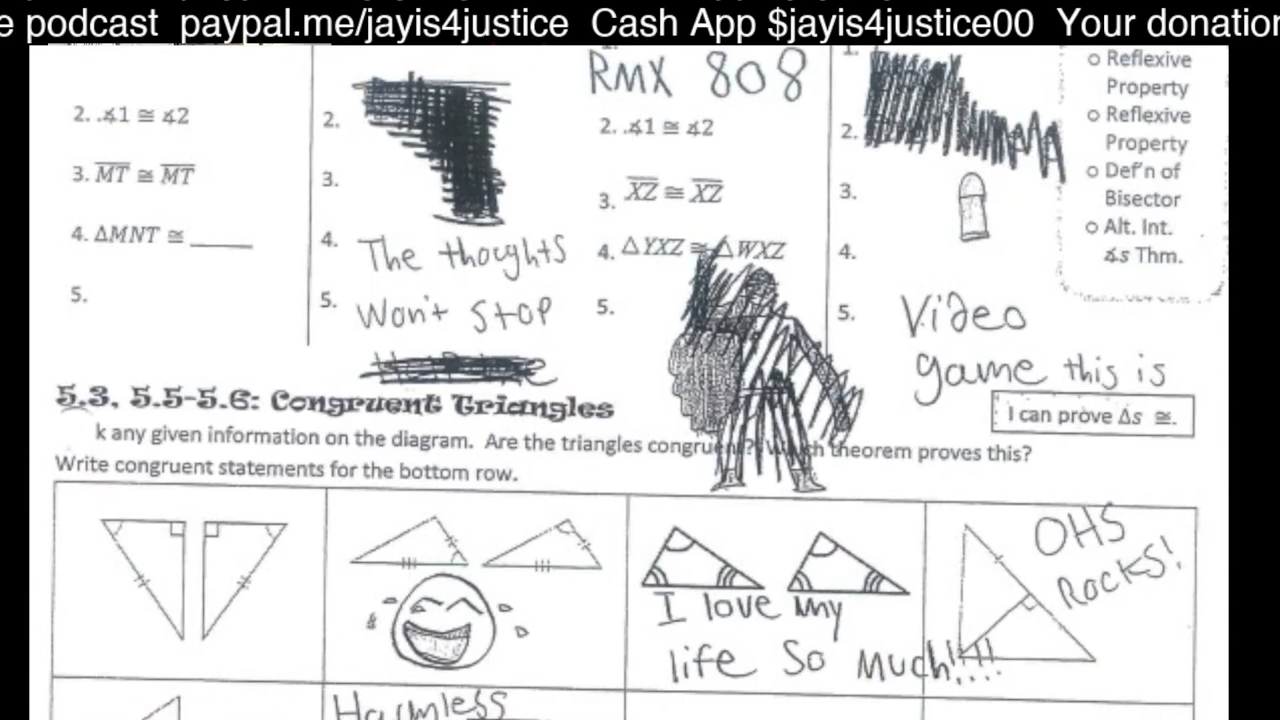 e podcast paypal.me/jayis4justice Cash App $jayis4justice00 Your donation
2. ∡1 ≅ ∡2
3. MT ≅ MT
4. ΔMNT ≅ ______
5.
2.
3.
4. The thoughts
5. Won't Stop
RMX 808
2. ∡1 ≅ ∡2
3. XZ ≅ XZ
4. ΔYXZ ≅ ΔWXZ
5.
1.
2.
3.
4.
5. Video
game this is
o Reflexive
Property
o Reflexive
Property
o Def'n of
Bisector
o Alt. Int.
∡s Thm.
5.3, 5.5-5.6: Congruent Triangles
I can prove Δs ≅.
k any given information on the diagram. Are the triangles congruent? Which theorem proves this?
Write congruent statements for the bottom row.
OHS
Rocks!
I love my
life So Much!!!!
Harmless